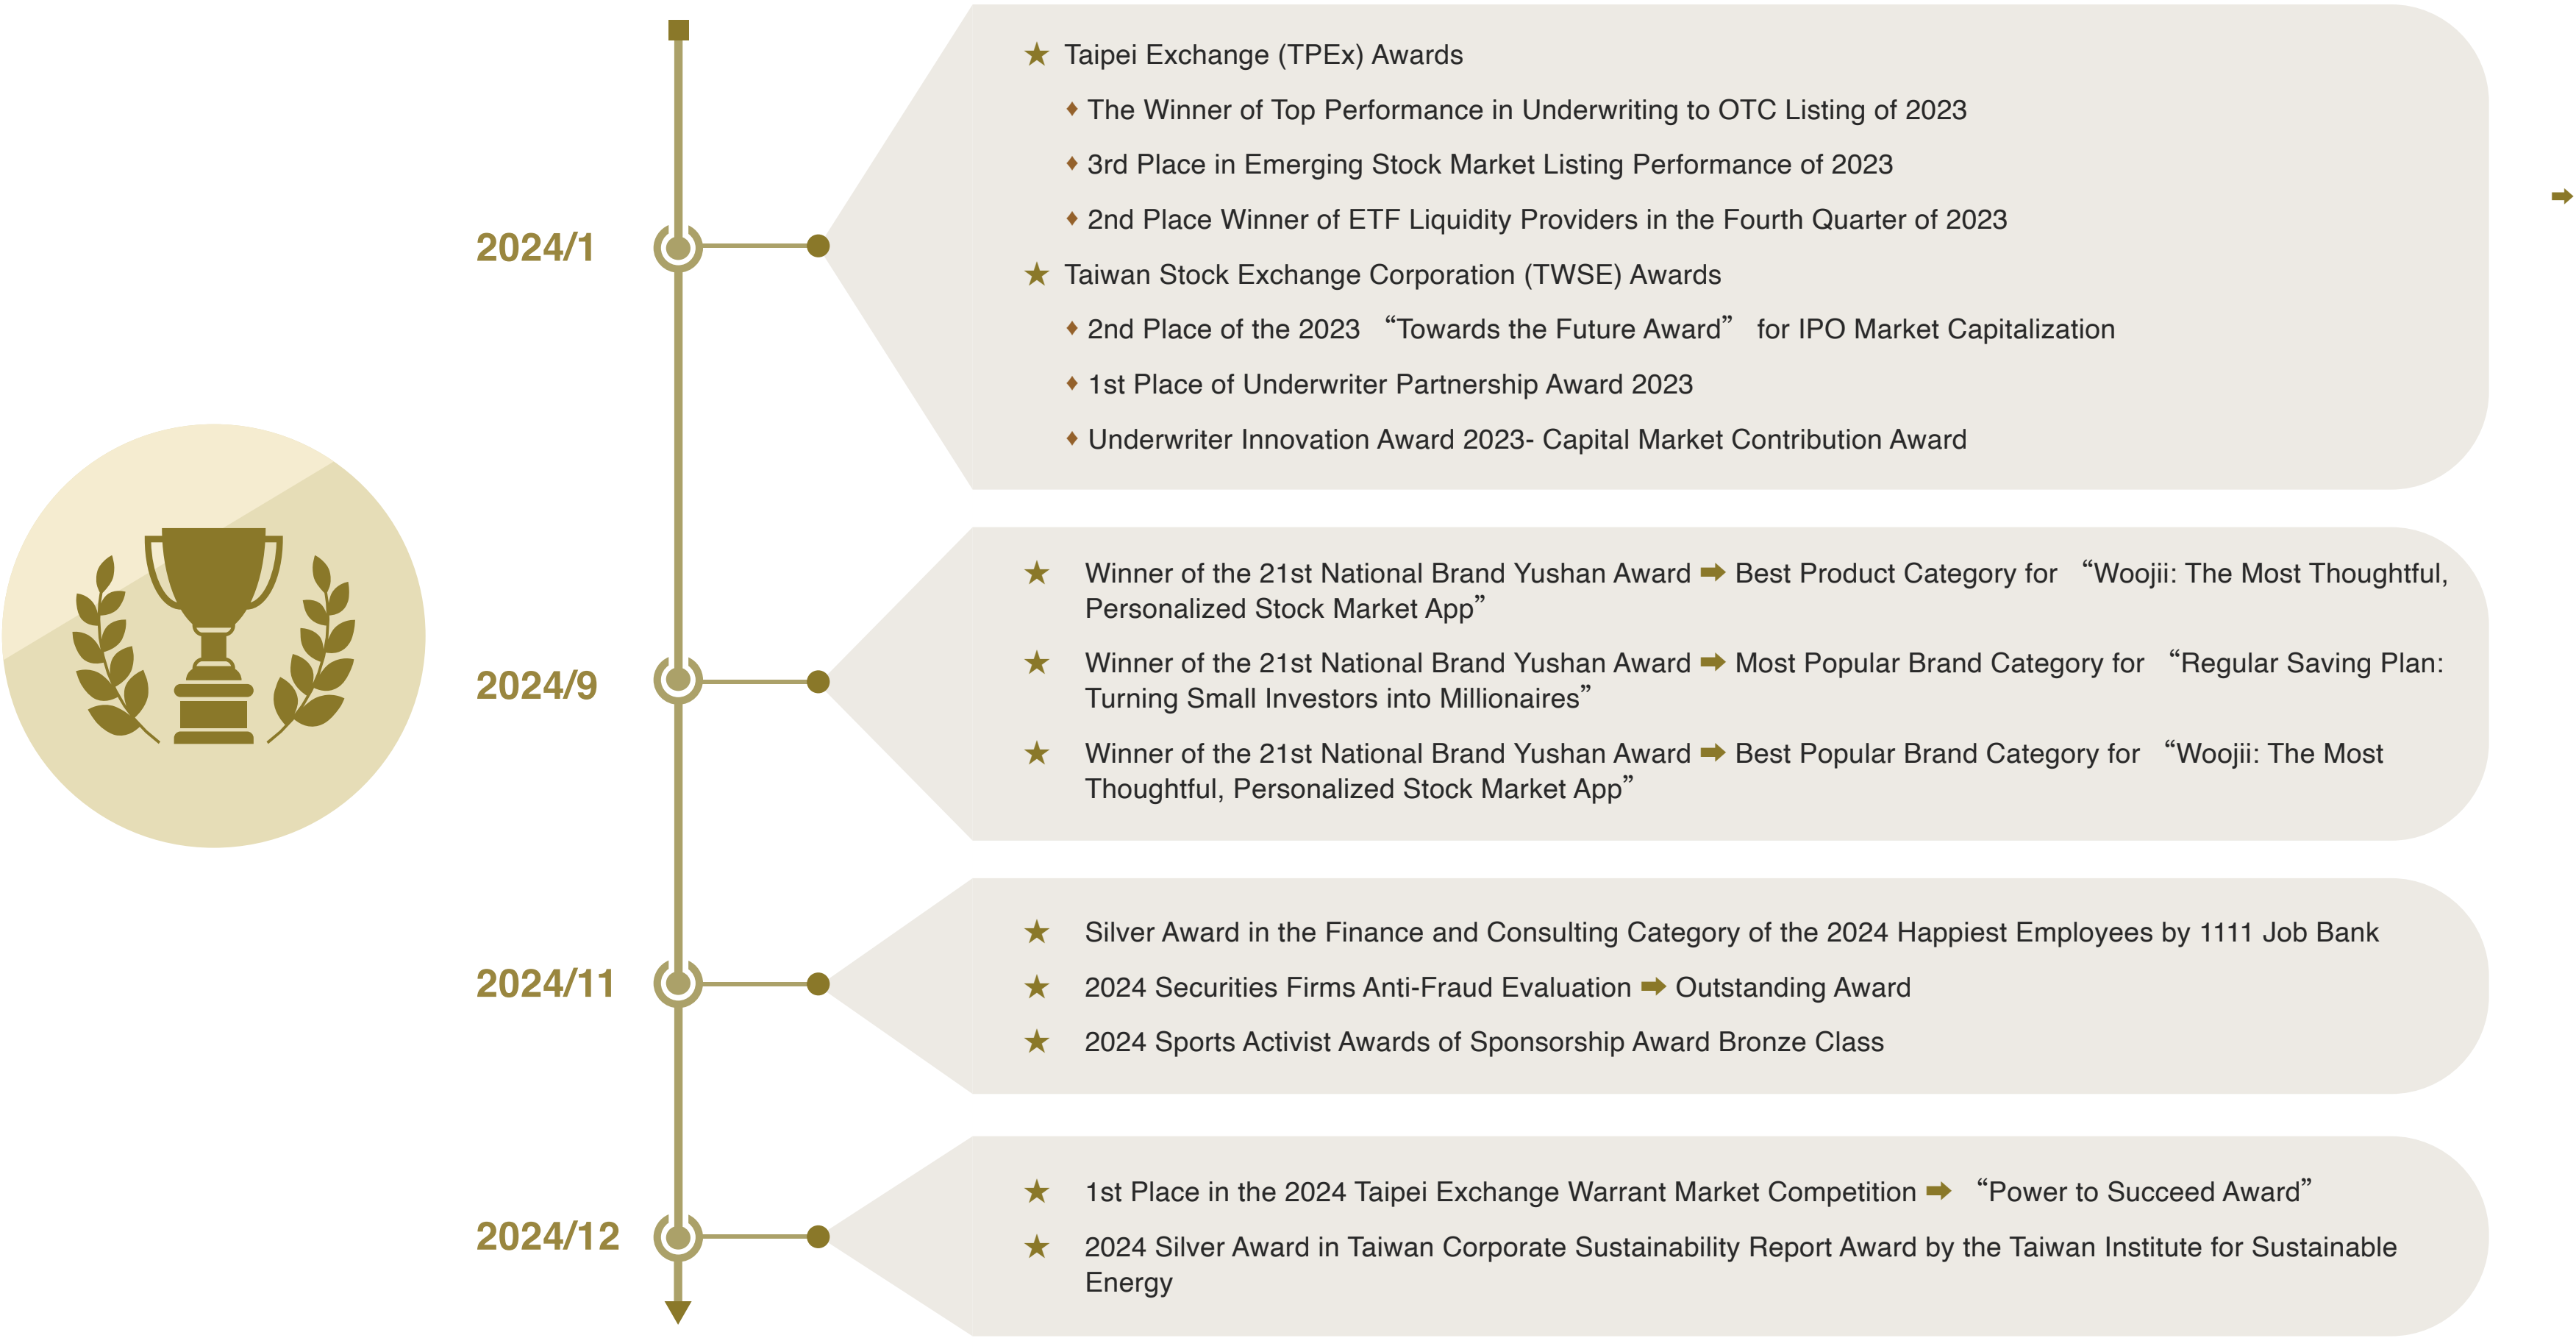 2024/1
★ Taipei Exchange (TPEx) Awards
♦ The Winner of Top Performance in Underwriting to OTC Listing of 2023
♦ 3rd Place in Emerging Stock Market Listing Performance of 2023
♦ 2nd Place Winner of ETF Liquidity Providers in the Fourth Quarter of 2023
★ Taiwan Stock Exchange Corporation (TWSE) Awards
♦ 2nd Place of the 2023 “Towards the Future Award” for IPO Market Capitalization
♦ 1st Place of Underwriter Partnership Award 2023
♦ Underwriter Innovation Award 2023- Capital Market Contribution Award
2024/9
★ Winner of the 21st National Brand Yushan Award ➡ Best Product Category for “Woojii: The Most Thoughtful,
Personalized Stock Market App”
★ Winner of the 21st National Brand Yushan Award ➡ Most Popular Brand Category for “Regular Saving Plan:
Turning Small Investors into Millionaires”
★ Winner of the 21st National Brand Yushan Award ➡ Best Popular Brand Category for “Woojii: The Most
Thoughtful, Personalized Stock Market App”
2024/11
★ Silver Award in the Finance and Consulting Category of the 2024 Happiest Employees by 1111 Job Bank
★ 2024 Securities Firms Anti-Fraud Evaluation ➡ Outstanding Award
★ 2024 Sports Activist Awards of Sponsorship Award Bronze Class
2024/12
★ 1st Place in the 2024 Taipei Exchange Warrant Market Competition ➡ “Power to Succeed Award”
★ 2024 Silver Award in Taiwan Corporate Sustainability Report Award by the Taiwan Institute for Sustainable
Energy